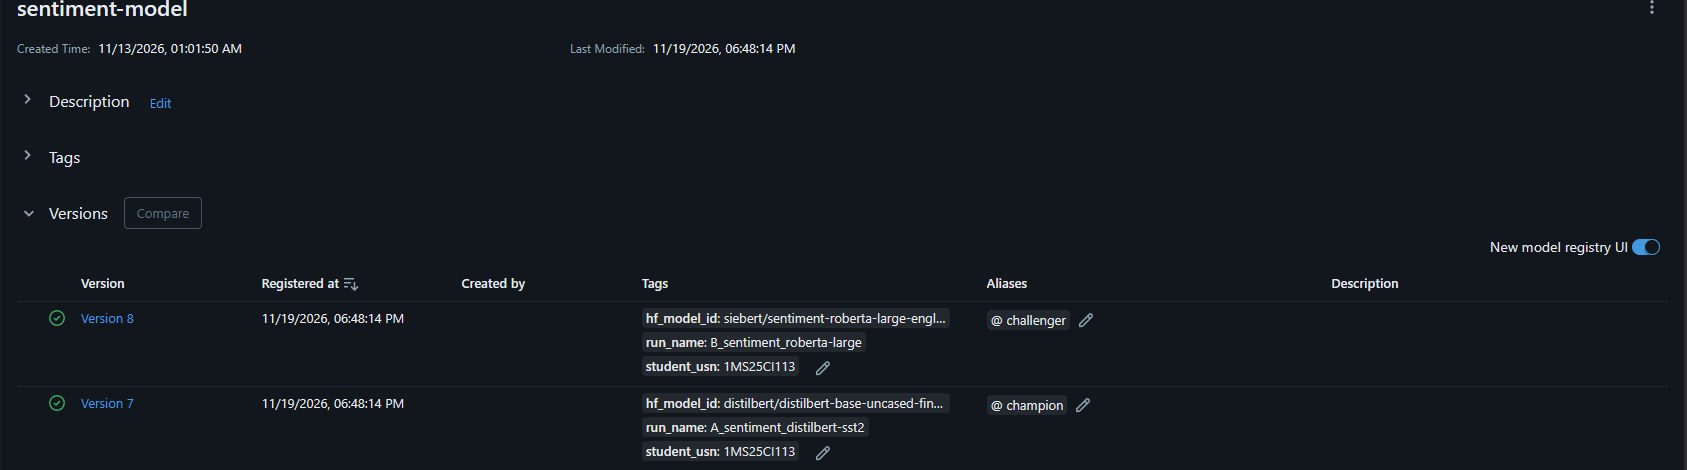 sentiment-model
Created Time: 11/13/2026, 01:01:50 AM Last Modified: 11/19/2026, 06:48:14 PM
Description Edit
Tags
Versions Compare
New model registry UI
Version Registered at Created by Tags Aliases Description
Version 8 11/19/2026, 06:48:14 PM hf_model_id: siebert/sentiment-roberta-large-engl... @ challenger
run_name: B_sentiment_roberta-large
student_usn: 1MS25CI113
Version 7 11/19/2026, 06:48:14 PM hf_model_id: distilbert/distilbert-base-uncased-fin... @ champion
run_name: A_sentiment_distilbert-sst2
student_usn: 1MS25CI113